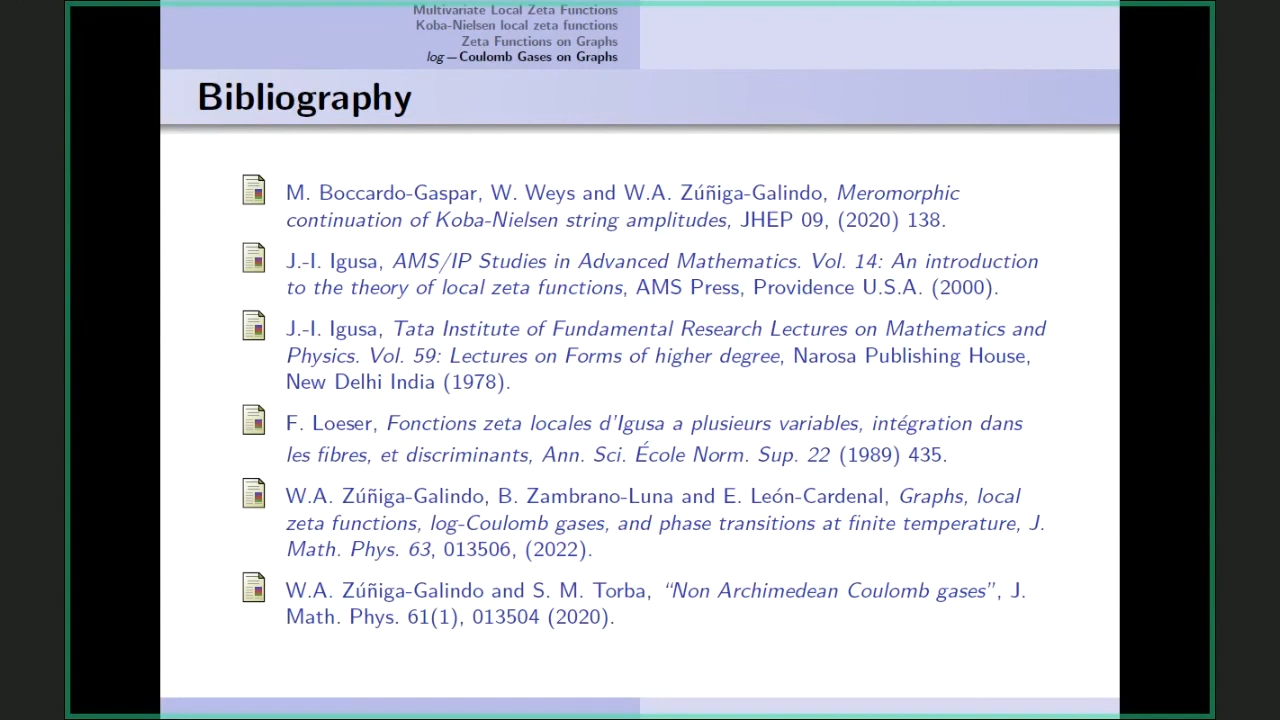 Multivariate Local Zeta Functions
Koba-Nielsen local zeta functions
Zeta Functions on Graphs
log−Coulomb Gases on Graphs
Bibliography
M. Boccardo-Gaspar, W. Weys and W.A. Zúñiga-Galindo, Meromorphic
continuation of Koba-Nielsen string amplitudes, JHEP 09, (2020) 138.
J.-I. Igusa, AMS/IP Studies in Advanced Mathematics. Vol. 14: An introduction
to the theory of local zeta functions, AMS Press, Providence U.S.A. (2000).
J.-I. Igusa, Tata Institute of Fundamental Research Lectures on Mathematics and
Physics. Vol. 59: Lectures on Forms of higher degree, Narosa Publishing House,
New Delhi India (1978).
F. Loeser, Fonctions zeta locales d'Igusa a plusieurs variables, intégration dans
les fibres, et discriminants, Ann. Sci. École Norm. Sup. 22 (1989) 435.
W.A. Zúñiga-Galindo, B. Zambrano-Luna and E. León-Cardenal, Graphs, local
zeta functions, log-Coulomb gases, and phase transitions at finite temperature, J.
Math. Phys. 63, 013506, (2022).
W.A. Zúñiga-Galindo and S. M. Torba, “Non Archimedean Coulomb gases”, J.
Math. Phys. 61(1), 013504 (2020).